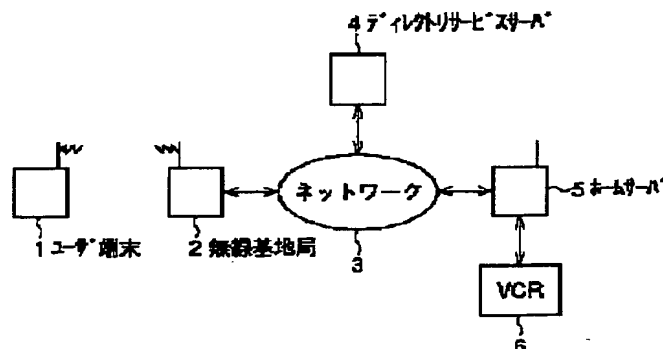 4 ディレクトリサービスサーバ
ネットワーク
5 ホームサーバ
1 ユーザ端末
2 無線基地局
3
VCR
6